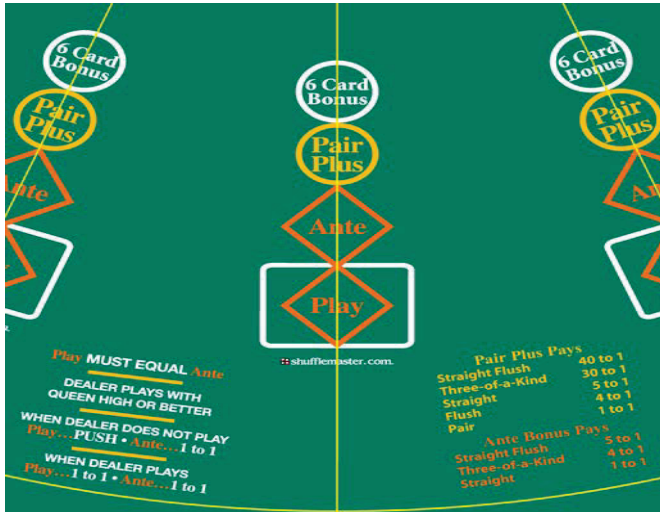 6 Card
Bonus
Pair
Plus
Ante
6 Card
Bonus
Pair
Plus
Ante
Play
shufflemaster.com
6 Card
Bonus
Pair
Plus
Play MUST EQUAL Ante
DEALER PLAYS WITH
QUEEN HIGH OR BETTER
WHEN DEALER DOES NOT PLAY
Play...PUSH • Ante...1 to 1
WHEN DEALER PLAYS
Play...1 to 1 • Ante...1 to 1
Pair Plus Pays
Straight Flush 40 to 1
Three-of-a-Kind 30 to 1
Straight 5 to 1
Flush 4 to 1
Pair 1 to 1
Ante Bonus Pays
Straight Flush 5 to 1
Three-of-a-Kind 4 to 1
Straight 1 to 1